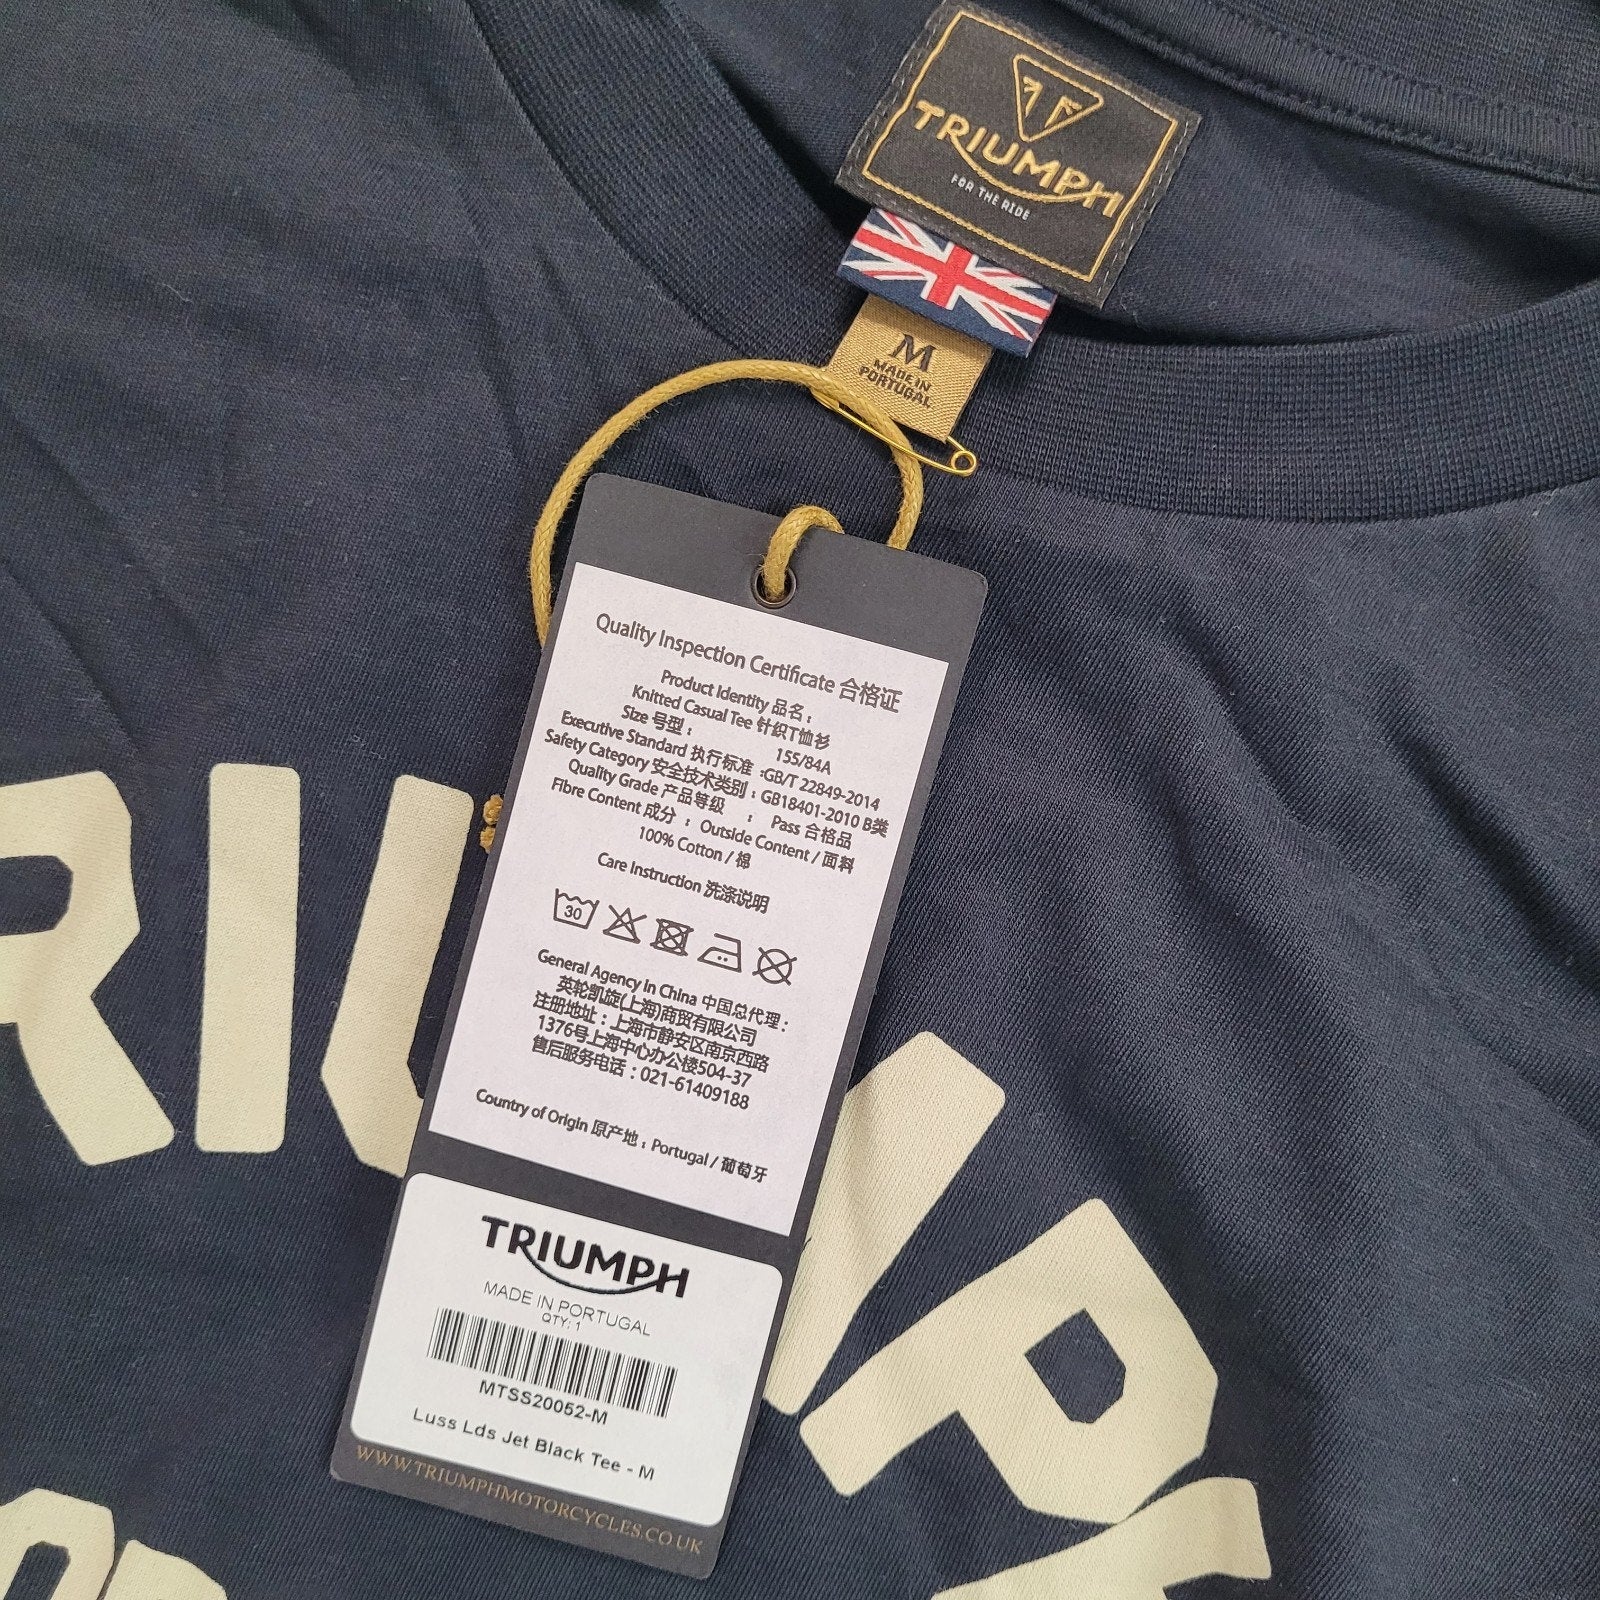 TRIUMPH
FOR THE RIDE
M
MADE IN
PORTUGAL
Quality Inspection Certificate 合格证
Product Identity 品名:
Knitted Casual Tee 针织T恤衫
Size 号型: 155/84A
Executive Standard 执行标准 :GB/T 22849-2014
Safety Category 安全技术类别: GB18401-2010 B类
Quality Grade 产品等级 : Pass 合格品
Fibre Content 成分 : Outside Content / 面料
100% Cotton / 棉
Care Instruction 洗涤说明
30
General Agency in China 中国总代理:
英轮凯旋(上海)商贸有限公司
注册地址:上海市静安区南京西路
1376号上海中心办公楼504-37
售后服务电话:021-61409188
Country of Origin 原产地: Portugal / 葡萄牙
TRIUMPH
MADE IN PORTUGAL
QTY: 1
MTSS20052-M
Luss Lds Jet Black Tee - M
WWW.TRIUMPHMOTORCYCLES.CO.UK
RIU
MP